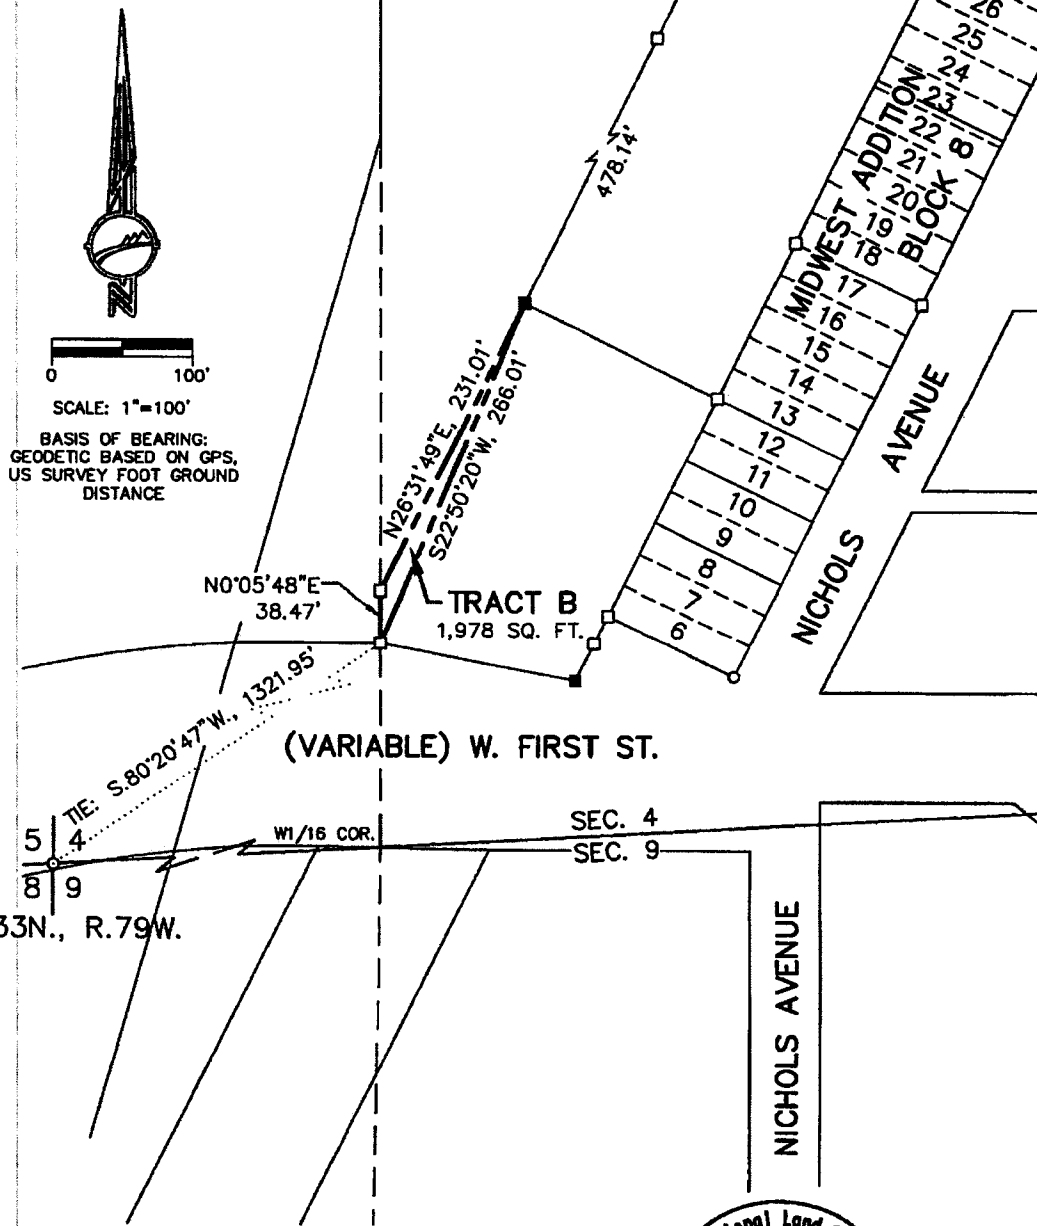 26
25
24
23
22
21
20
19
18
17
16
15
14
13
12
11
10
9
8
7
6
MIDWEST ADDITION
BLOCK 8
478.14'
0 100'
SCALE: 1"=100'
BASIS OF BEARING:
GEODETIC BASED ON GPS,
US SURVEY FOOT GROUND
DISTANCE
N26°31'49"E, 231.01'
S22°50'20"W, 266.01'
N0°05'48"E
38.47'
TRACT B
1,978 SQ. FT.
NICHOLS AVENUE
TIE: S.80°20'47"W., 1321.95'
(VARIABLE) W. FIRST ST.
5 4
8 9
W1/16 COR.
SEC. 4
SEC. 9
33N., R.79W.
NICHOLS AVENUE
onal Land